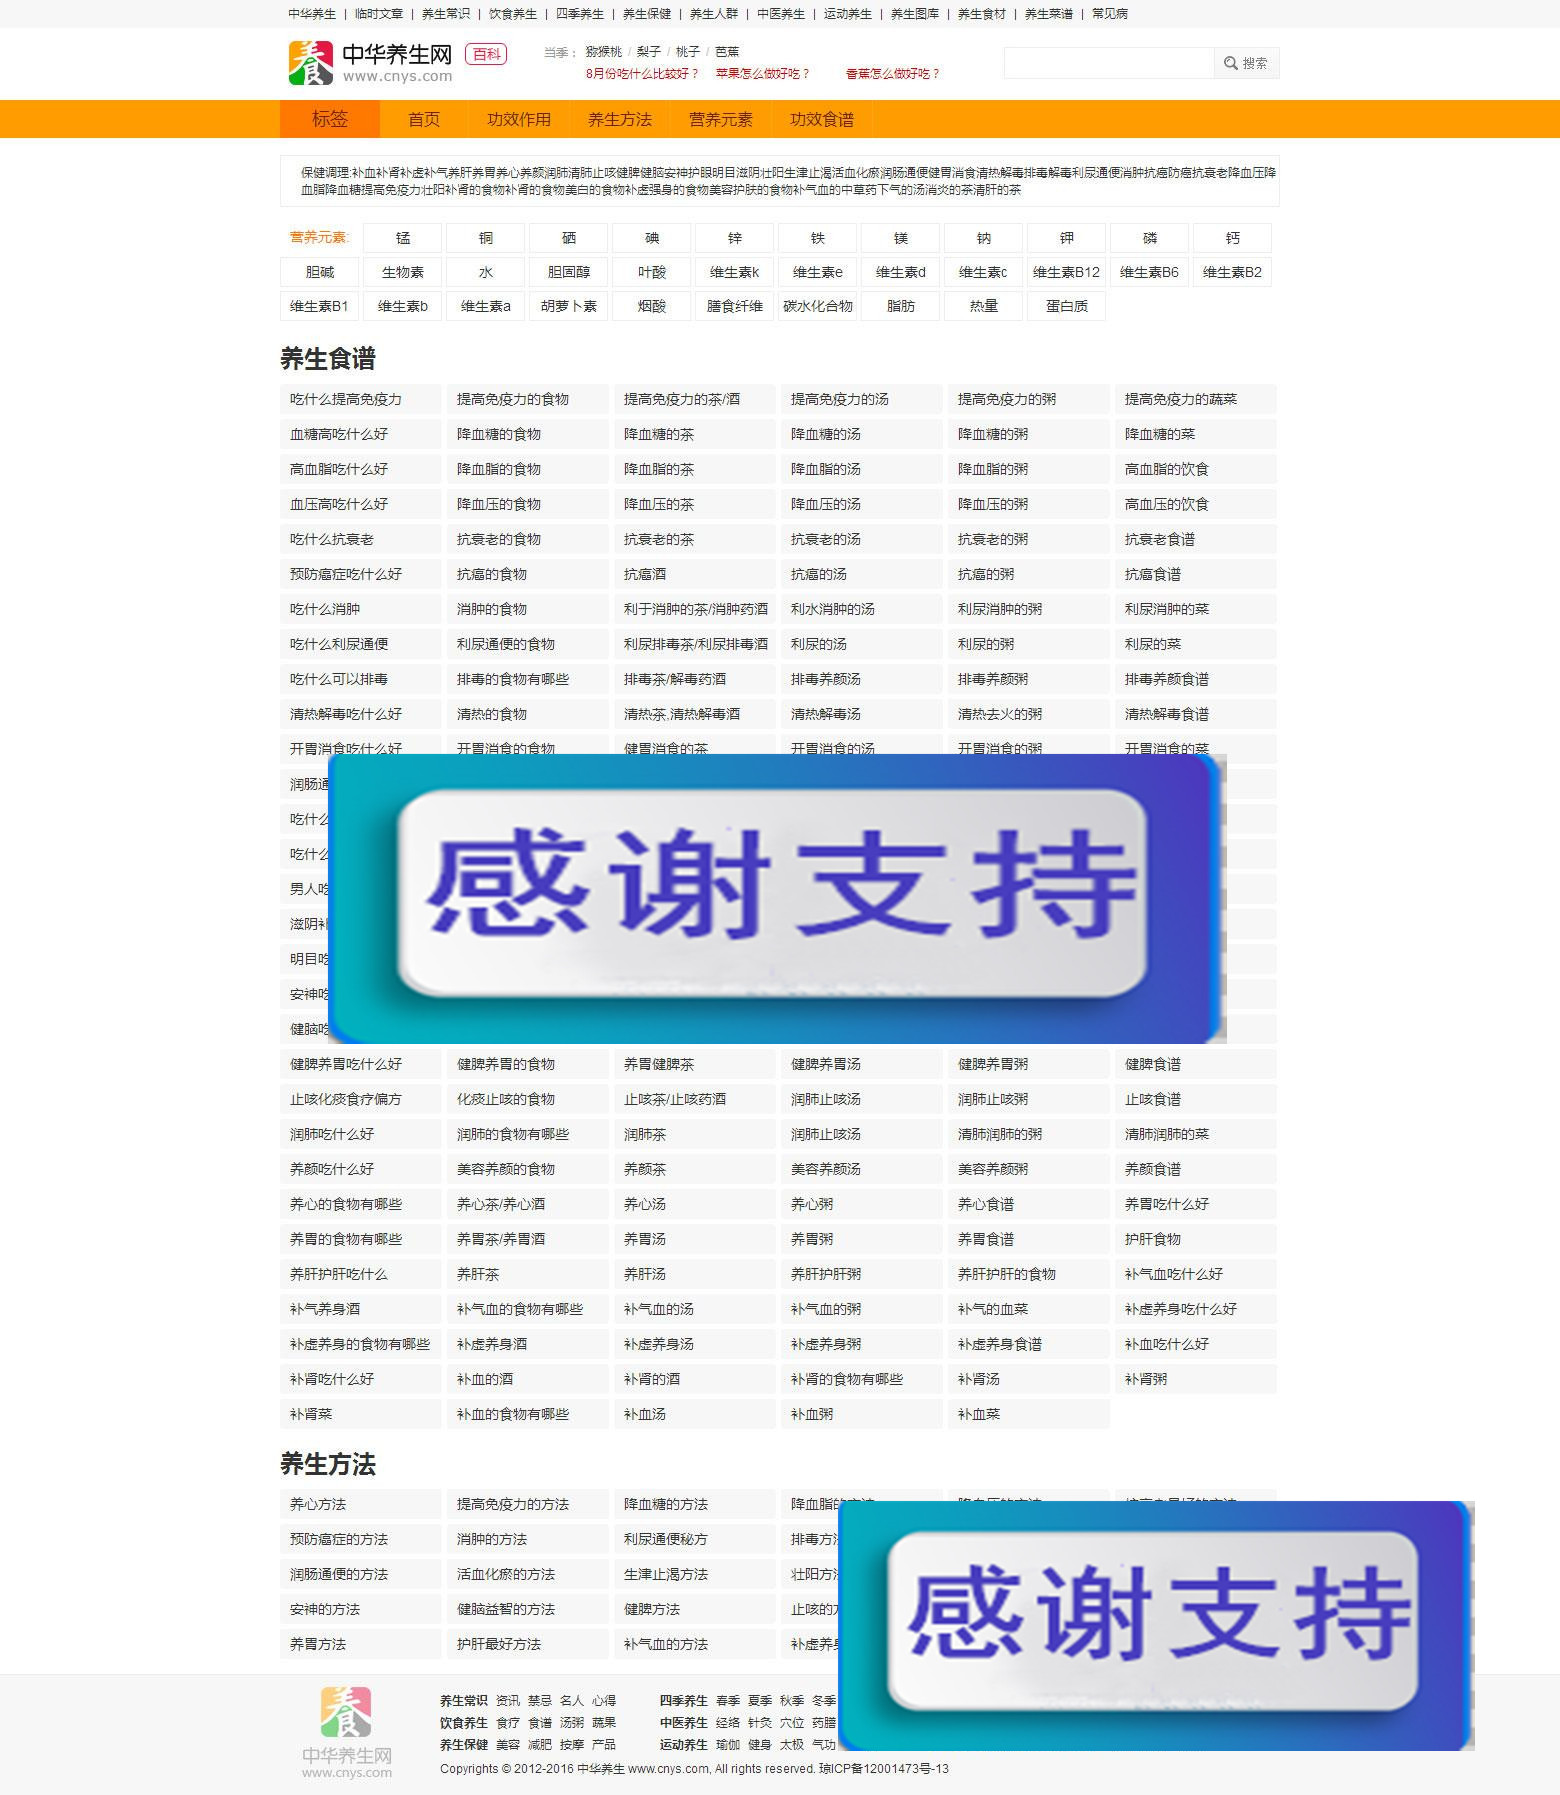 中华养生 | 临时文章 | 养生常识 | 饮食养生 | 四季养生 | 养生保健 | 养生人群 | 中医养生 | 运动养生 | 养生图库 | 养生食材 | 养生菜谱 | 常见病
养 中华养生网 百科
www.cnys.com
当季： 猕猴桃 / 梨子 / 桃子 / 芭蕉
8月份吃什么比较好？ 苹果怎么做好吃？ 香蕉怎么做好吃？
搜索
标签 首页 功效作用 养生方法 营养元素 功效食谱
保健调理:补血补肾补虚补气养肝养胃养心养颜润肺清肺止咳健脾健脑安神护眼明目滋阴壮阳生津止渴活血化瘀润肠通便健胃消食清热解毒排毒解毒利尿通便消肿抗癌防癌抗衰老降血压降
血脂降血糖提高免疫力壮阳补肾的食物补肾的食物美白的食物补虚强身的食物美容护肤的食物补气血的中草药下气的汤消炎的茶清肝的茶
营养元素: 锰 铜 硒 碘 锌 铁 镁 钠 钾 磷 钙
胆碱 生物素 水 胆固醇 叶酸 维生素k 维生素e 维生素d 维生素c 维生素B12 维生素B6 维生素B2
维生素B1 维生素b 维生素a 胡萝卜素 烟酸 膳食纤维 碳水化合物 脂肪 热量 蛋白质
养生食谱
吃什么提高免疫力 提高免疫力的食物 提高免疫力的茶/酒 提高免疫力的汤 提高免疫力的粥 提高免疫力的蔬菜
血糖高吃什么好 降血糖的食物 降血糖的茶 降血糖的汤 降血糖的粥 降血糖的菜
高血脂吃什么好 降血脂的食物 降血脂的茶 降血脂的汤 降血脂的粥 高血脂的饮食
血压高吃什么好 降血压的食物 降血压的茶 降血压的汤 降血压的粥 高血压的饮食
吃什么抗衰老 抗衰老的食物 抗衰老的茶 抗衰老的汤 抗衰老的粥 抗衰老食谱
预防癌症吃什么好 抗癌的食物 抗癌酒 抗癌的汤 抗癌的粥 抗癌食谱
吃什么消肿 消肿的食物 利于消肿的茶/消肿药酒 利水消肿的汤 利尿消肿的粥 利尿消肿的菜
吃什么利尿通便 利尿通便的食物 利尿排毒茶/利尿排毒酒 利尿的汤 利尿的粥 利尿的菜
吃什么可以排毒 排毒的食物有哪些 排毒茶/解毒药酒 排毒养颜汤 排毒养颜粥 排毒养颜食谱
清热解毒吃什么好 清热的食物 清热茶,清热解毒酒 清热解毒汤 清热去火的粥 清热解毒食谱
开胃消食吃什么好 开胃消食的食物 健胃消食的茶 开胃消食的汤 开胃消食的粥 开胃消食的菜
润肠通
吃什么
吃什么
男人吃
滋阴补
明目吃
安神吃
健脑吃
感谢支持
健脾养胃吃什么好 健脾养胃的食物 养胃健脾茶 健脾养胃汤 健脾养胃粥 健脾食谱
止咳化痰食疗偏方 化痰止咳的食物 止咳茶/止咳药酒 润肺止咳汤 润肺止咳粥 止咳食谱
润肺吃什么好 润肺的食物有哪些 润肺茶 润肺止咳汤 清肺润肺的粥 清肺润肺的菜
养颜吃什么好 美容养颜的食物 养颜茶 美容养颜汤 美容养颜粥 养颜食谱
养心的食物有哪些 养心茶/养心酒 养心汤 养心粥 养心食谱 养胃吃什么好
养胃的食物有哪些 养胃茶/养胃酒 养胃汤 养胃粥 养胃食谱 护肝食物
养肝护肝吃什么 养肝茶 养肝汤 养肝护肝粥 养肝护肝的食物 补气血吃什么好
补气养身酒 补气血的食物有哪些 补气血的汤 补气血的粥 补气的血菜 补虚养身吃什么好
补虚养身的食物有哪些 补虚养身酒 补虚养身汤 补虚养身粥 补虚养身食谱 补血吃什么好
补肾吃什么好 补血的酒 补肾的酒 补肾的食物有哪些 补肾汤 补肾粥
补肾菜 补血的食物有哪些 补血汤 补血粥 补血菜
养生方法
养心方法 提高免疫力的方法 降血糖的方法 降血脂的方法 降血压的方法
预防癌症的方法 消肿的方法 利尿通便秘方 排毒方法
润肠通便的方法 活血化瘀的方法 生津止渴方法 壮阳方法
安神的方法 健脑益智的方法 健脾方法 止咳的方
养胃方法 护肝最好方法 补气血的方法 补虚养身
感谢支持
养 中华养生网
www.cnys.com
养生常识 资讯 禁忌 名人 心得 四季养生 春季 夏季 秋季 冬季
饮食养生 食疗 食谱 汤粥 蔬果 中医养生 经络 针灸 穴位 药膳
养生保健 美容 减肥 按摩 产品 运动养生 瑜伽 健身 太极 气功
Copyrights © 2012-2016 中华养生 www.cnys.com, All rights reserved. 琼ICP备12001473号-13